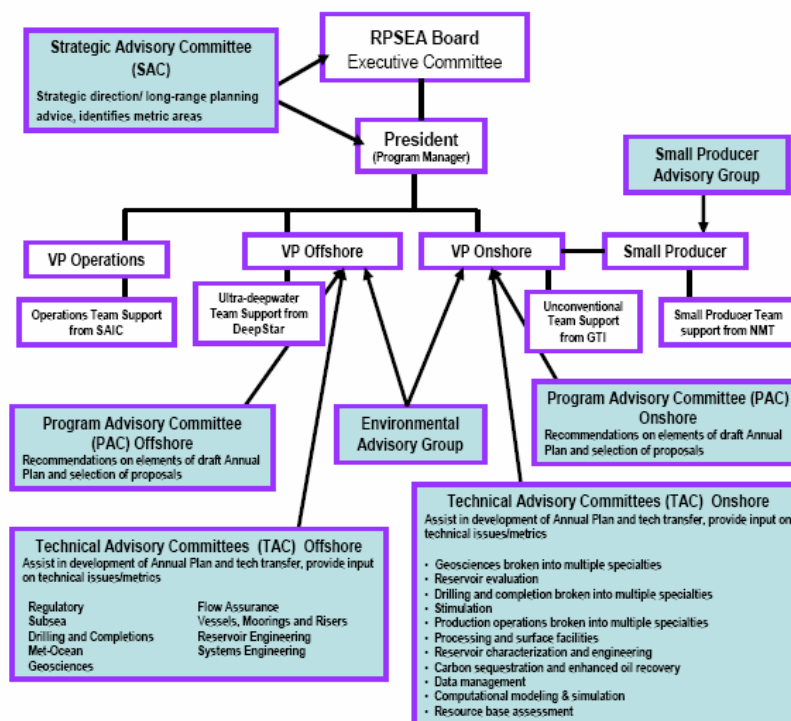 Strategic Advisory Committee
(SAC)
Strategic direction/ long-range planning
advice, identifies metric areas
RPSEA Board
Executive Committee
President
(Program Manager)
Small Producer
Advisory Group
VP Operations
VP Offshore
VP Onshore
Small Producer
Operations Team Support
from SAIC
Ultra-deepwater
Team Support from
DeepStar
Unconventional
Team Support
from GTI
Small Producer Team
support from NMT
Program Advisory Committee
(PAC) Offshore
Recommendations on elements of draft Annual
Plan and selection of proposals
Environmental
Advisory Group
Program Advisory Committee (PAC)
Onshore
Recommendations on elements of draft Annual
Plan and selection of proposals
Technical Advisory Committees (TAC) Offshore
Assist in development of Annual Plan and tech transfer, provide input
on technical issues/metrics
Regulatory
Subsea
Drilling and Completions
Met-Ocean
Geosciences
Flow Assurance
Vessels, Moorings and Risers
Reservoir Engineering
Systems Engineering
Technical Advisory Committees (TAC) Onshore
Assist in development of Annual Plan and tech transfer, provide input on
technical issues/metrics
• Geosciences broken into multiple specialties
• Reservoir evaluation
• Drilling and completion broken into multiple specialties
• Stimulation
• Production operations broken into multiple specialties
• Processing and surface facilities
• Reservoir characterization and engineering
• Carbon sequestration and enhanced oil recovery
• Data management
• Computational modeling & simulation
• Resource base assessment